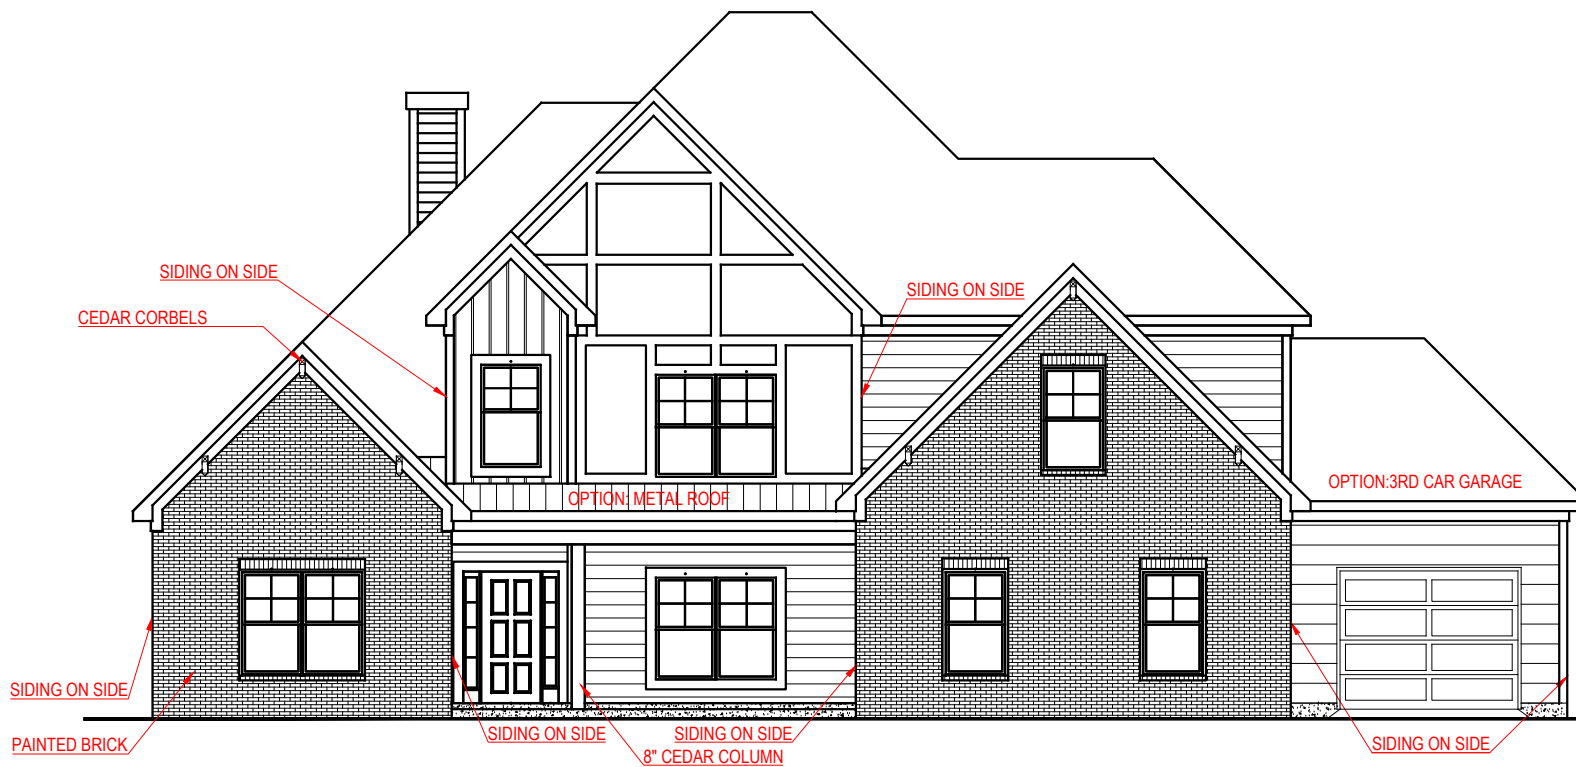 SIDING ON SIDE
SIDING ON SIDE
CEDAR CORBELS
OPTION:3RD CAR GARAGE
OPTION: METAL ROOF
SIDING ON SIDE
SIDING ON SIDE
SIDING ON SIDE
PAINTED BRICK
SIDING ON SIDE
8" CEDAR COLUMN